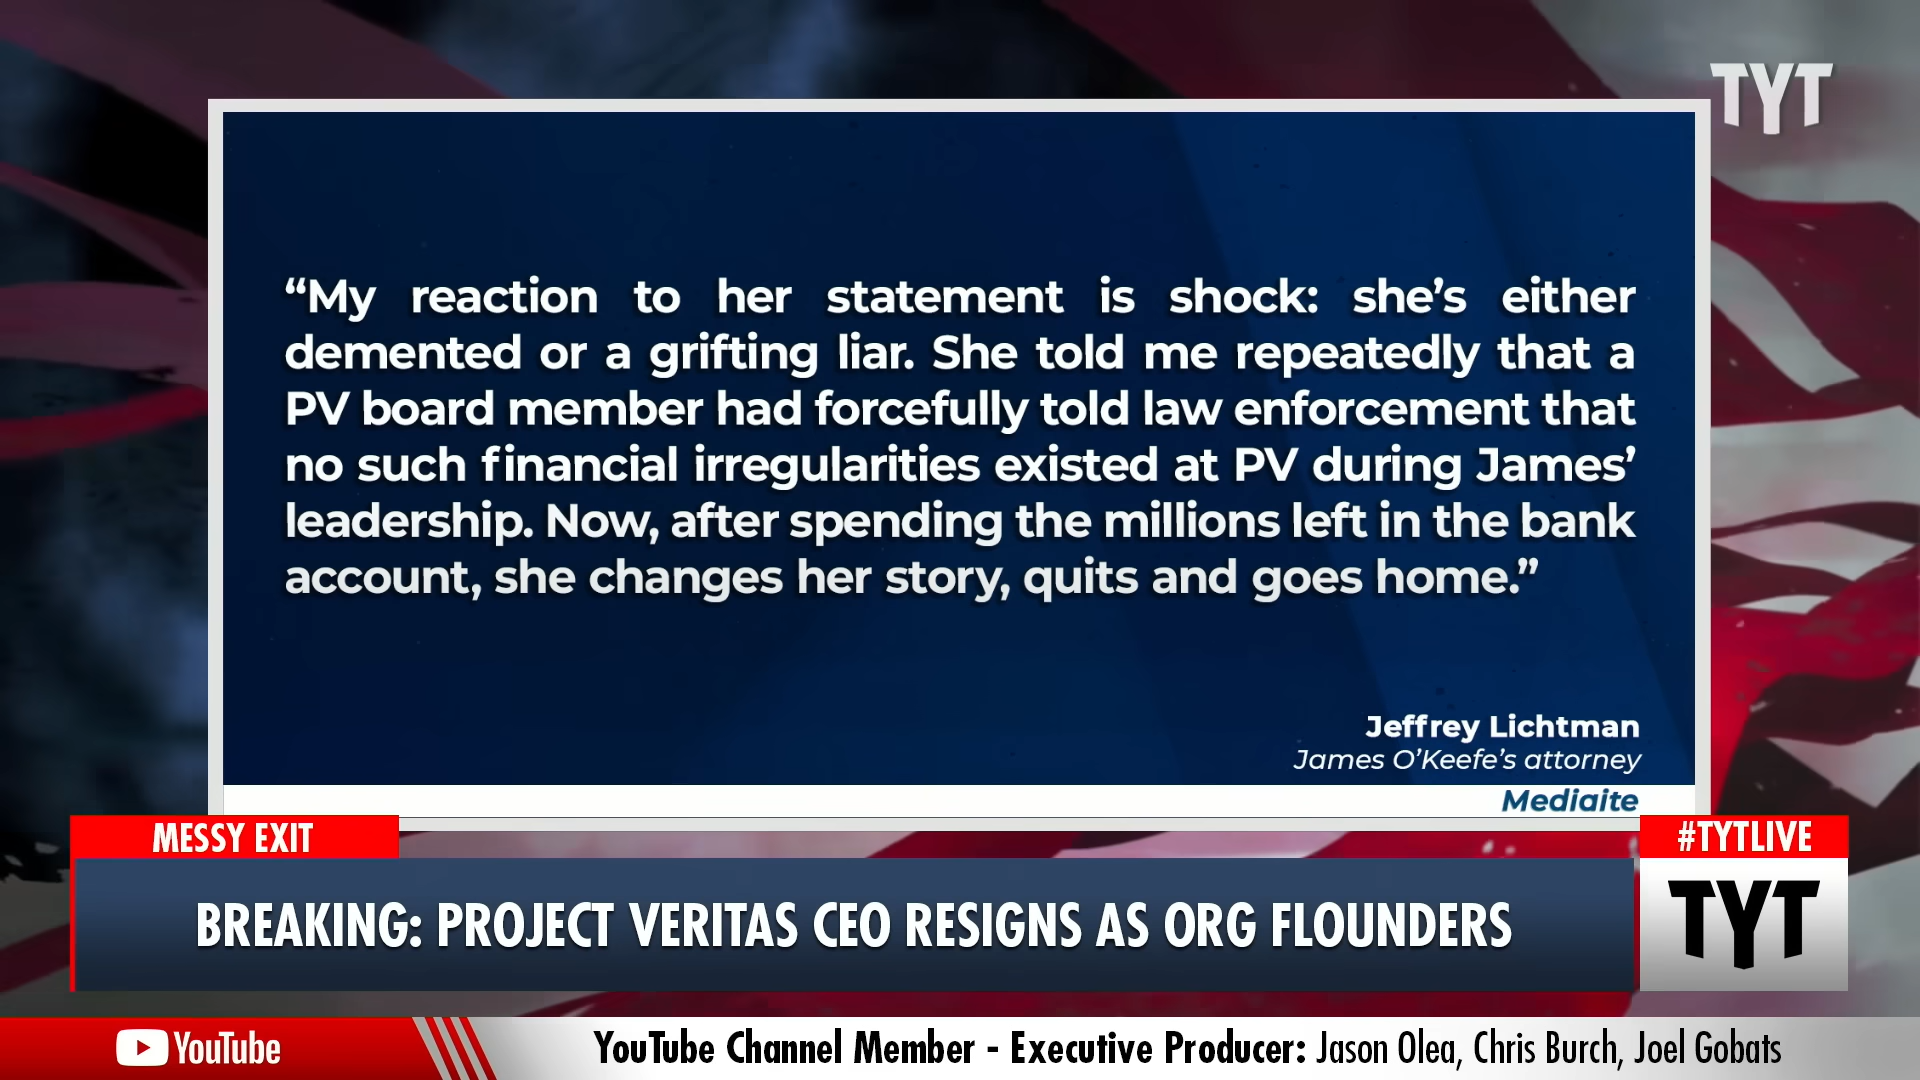 TYT
“My reaction to her statement is shock: she’s either
demented or a grifting liar. She told me repeatedly that a
PV board member had forcefully told law enforcement that
no such financial irregularities existed at PV during James’
leadership. Now, after spending the millions left in the bank
account, she changes her story, quits and goes home.”
Jeffrey Lichtman
James O’Keefe’s attorney
Mediaite
MESSY EXIT
#TYTLIVE
BREAKING: PROJECT VERITAS CEO RESIGNS AS ORG FLOUNDERS
TYT
YouTube
YouTube Channel Member - Executive Producer: Jason Olea, Chris Burch, Joel Gobats